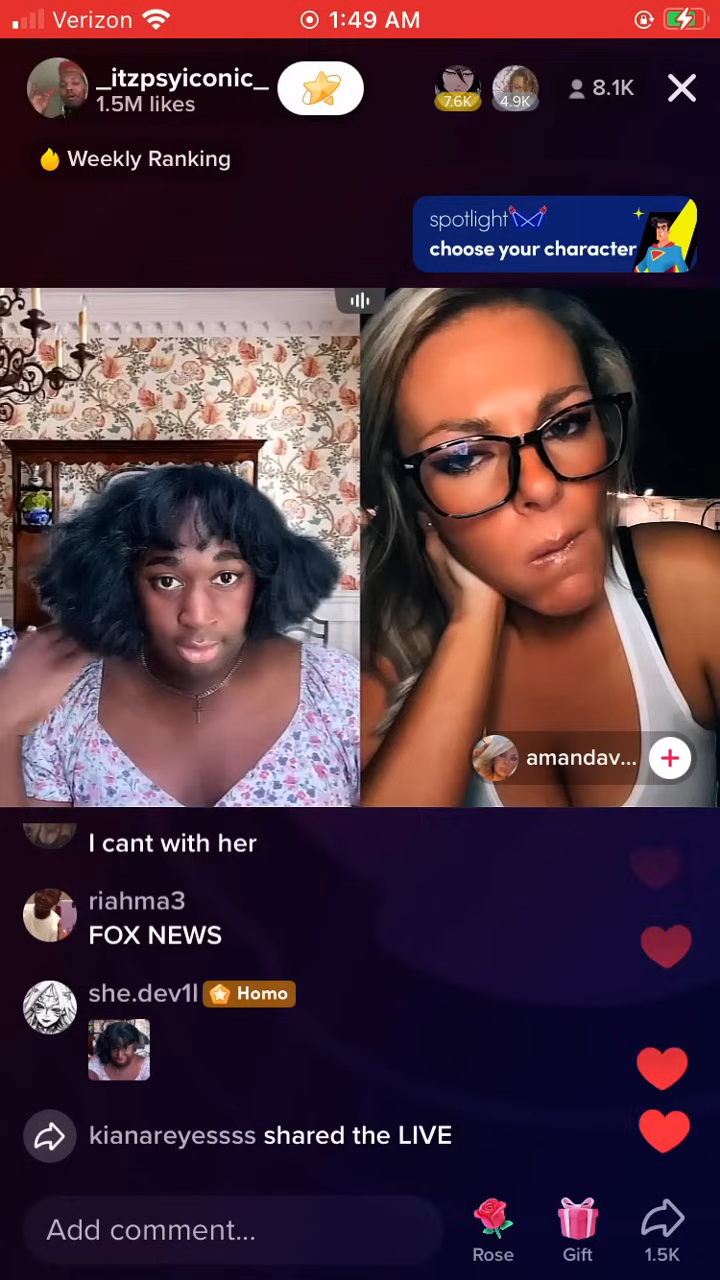 Verizon
1:49 AM
_itzpsyiconic_
1.5M likes
7.6K
4.9K
8.1K
Weekly Ranking
spotlight
choose your character
amandav...
I cant with her
riahma3
FOX NEWS
she.dev1l Homo
kianareyessss shared the LIVE
Add comment...
Rose
Gift
1.5K